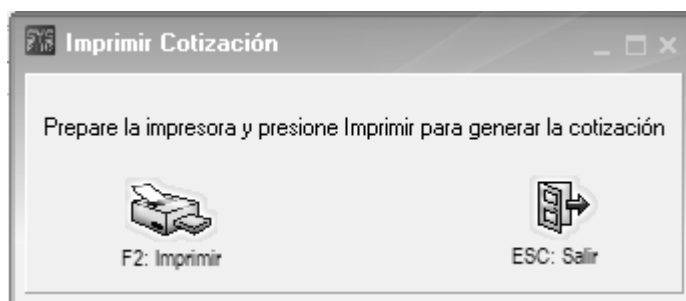 Imprimir Cotización
Prepare la impresora y presione Imprimir para generar la cotización
F2: Imprimir
ESC: Salir